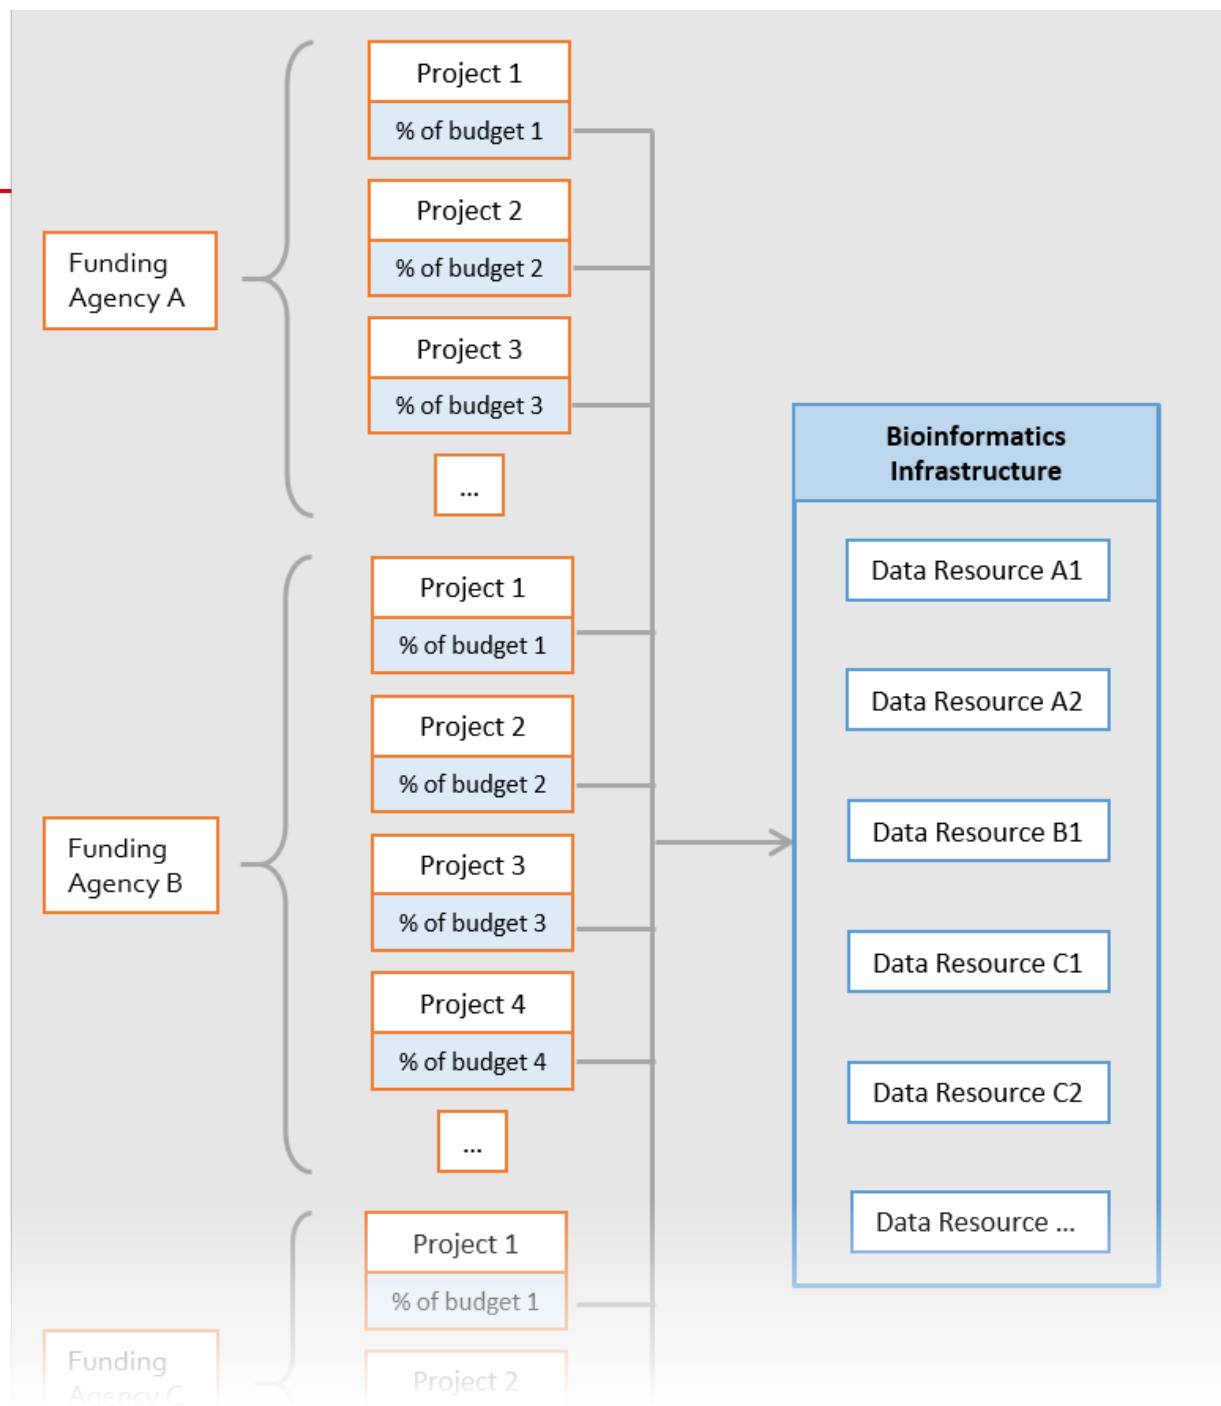 Funding
Agency A
Project 1
% of budget 1
Project 2
% of budget 2
Project 3
% of budget 3
...
Funding
Agency B
Project 1
% of budget 1
Project 2
% of budget 2
Project 3
% of budget 3
Project 4
% of budget 4
...
Funding
Agency C
Project 1
% of budget 1
Project 2
Bioinformatics
Infrastructure
Data Resource A1
Data Resource A2
Data Resource B1
Data Resource C1
Data Resource C2
Data Resource ...